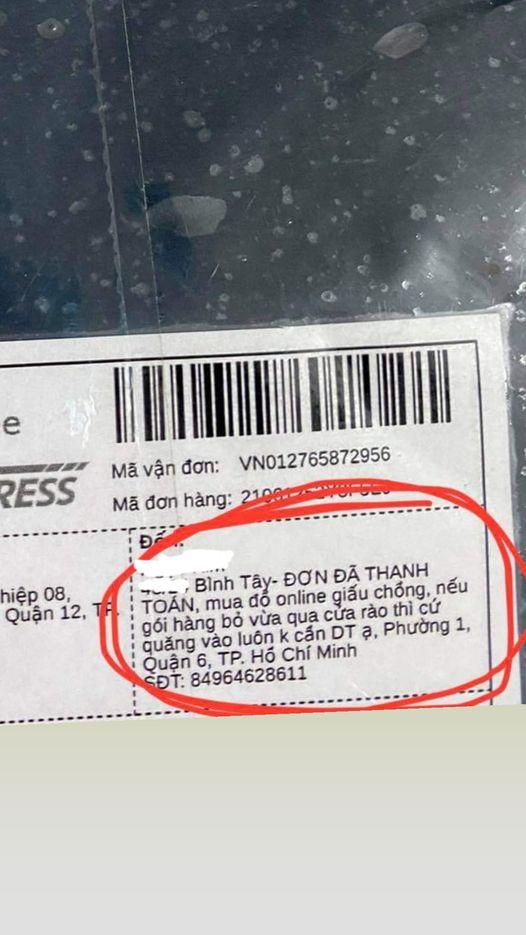 e
RESS
Mã vận đơn: VN012765872956
Mã đơn hàng:
hiệp 08,
Quận 12, TP.
Bình Tây- ĐƠN ĐÃ THANH
TOÁN, mua đồ online giấu chồng, nếu
gói hàng bỏ vừa qua cửa rào thì cứ
quăng vào luôn k cần DT ạ, Phường 1,
Quận 6, TP. Hồ Chí Minh
SĐT: 84964628611